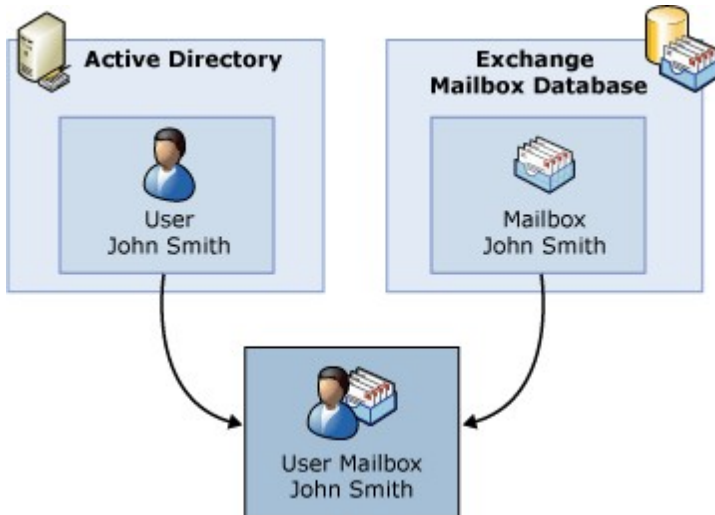 Active Directory
User
John Smith
Exchange
Mailbox Database
Mailbox
John Smith
User Mailbox
John Smith